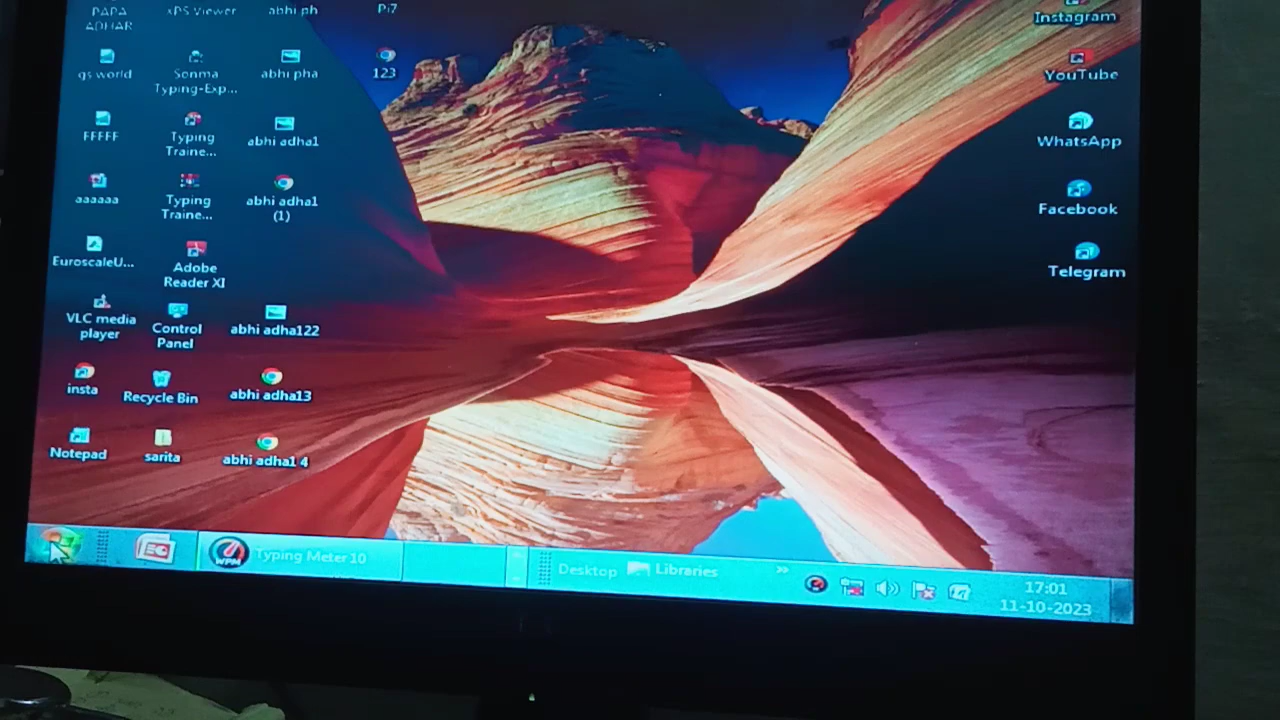 PAPA
ADHAR
xPS Viewer
abhi ph
Pi7
gs world
Sonma
Typing-Exp...
abhi pha
123
FFFFF
Typing
Traine...
abhi adha1
aaaaaa
Typing
Traine...
abhi adha1
(1)
EuroscaleU...
Adobe
Reader XI
VLC media
player
Control
Panel
abhi adha122
insta
Recycle Bin
abhi adha13
Notepad
sarita
abhi adha1 4
Instagram
YouTube
WhatsApp
Facebook
Telegram
WPM
Typing Meter 10
Desktop
Libraries
»
17:01
11-10-2023